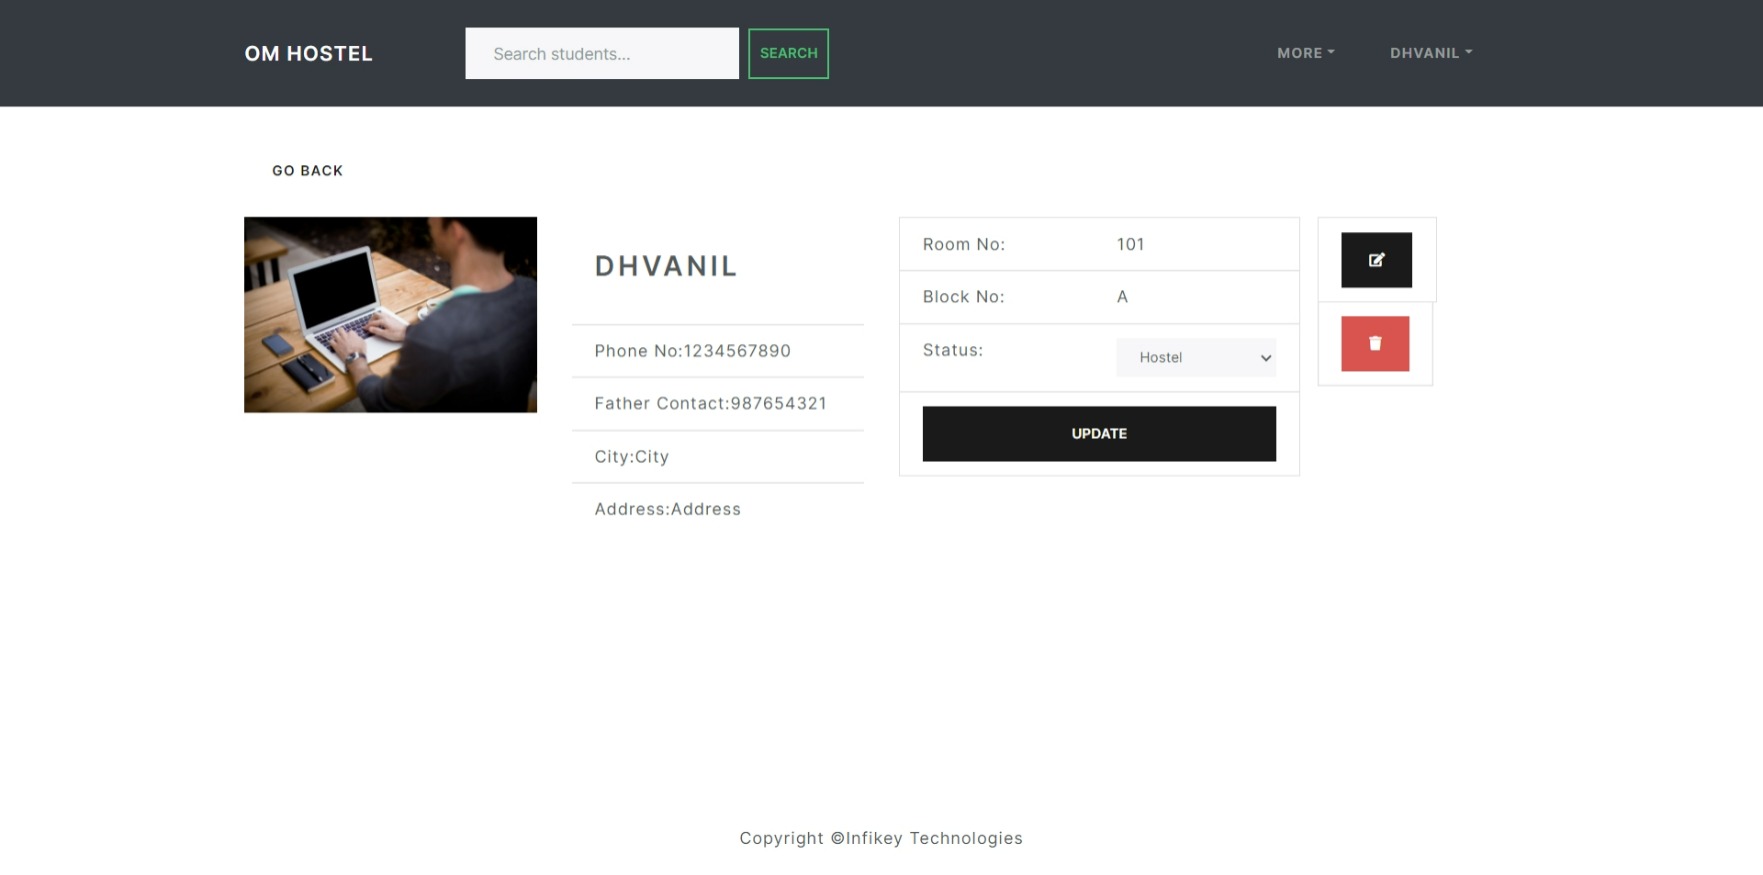 OM HOSTEL
Search students...
SEARCH
MORE
DHVANIL
GO BACK
DHVANIL
Phone No:1234567890
Father Contact:987654321
City:City
Address:Address
Room No: 101
Block No: A
Status: Hostel
UPDATE
Copyright ©Infikey Technologies